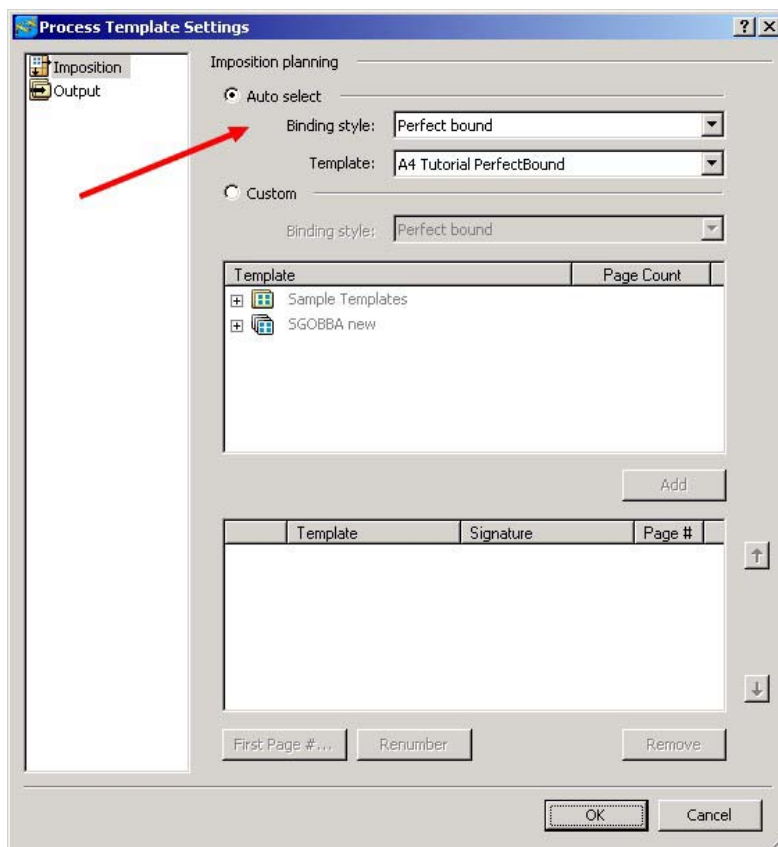 Process Template Settings
Imposition
Output
Imposition planning
Auto select
Binding style: Perfect bound
Template: A4 Tutorial PerfectBound
Custom
Binding style: Perfect bound
Template Page Count
Sample Templates
SGOBBA new
Add
Template Signature Page #
First Page #... Renumber Remove
OK Cancel